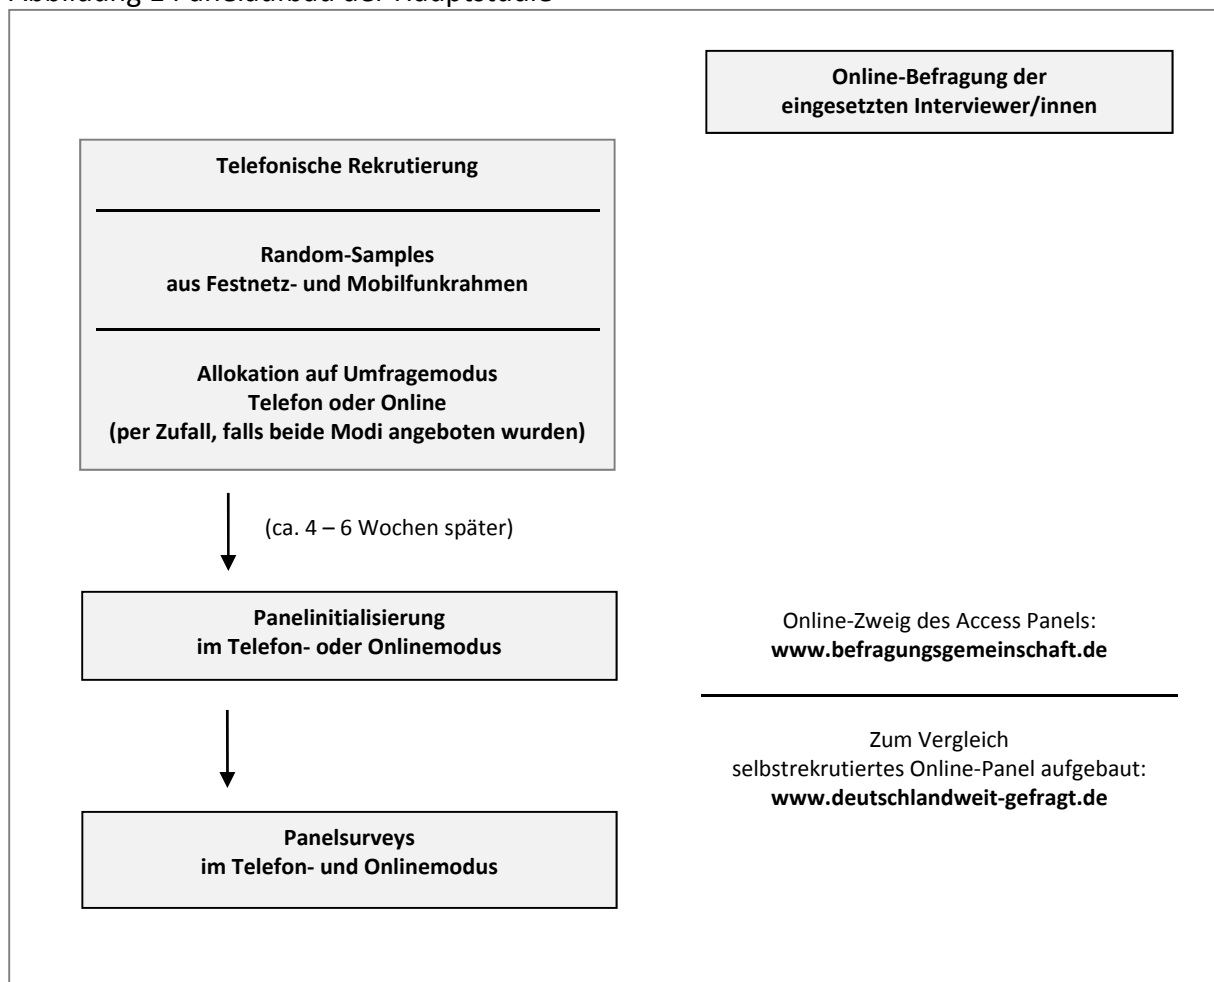 Online-Befragung der
eingesetzten Interviewer/innen
Telefonische Rekrutierung
Random-Samples
aus Festnetz- und Mobilfunkrahmen
Allokation auf Umfragemodus
Telefon oder Online
(per Zufall, falls beide Modi angeboten wurden)
(ca. 4 – 6 Wochen später)
Panelinitialisierung
im Telefon- oder Onlinemodus
Online-Zweig des Access Panels:
www.befragungsgemeinschaft.de
Zum Vergleich
selbstrekrutiertes Online-Panel aufgebaut:
www.deutschlandweit-gefragt.de
Panelsurveys
im Telefon- und Onlinemodus